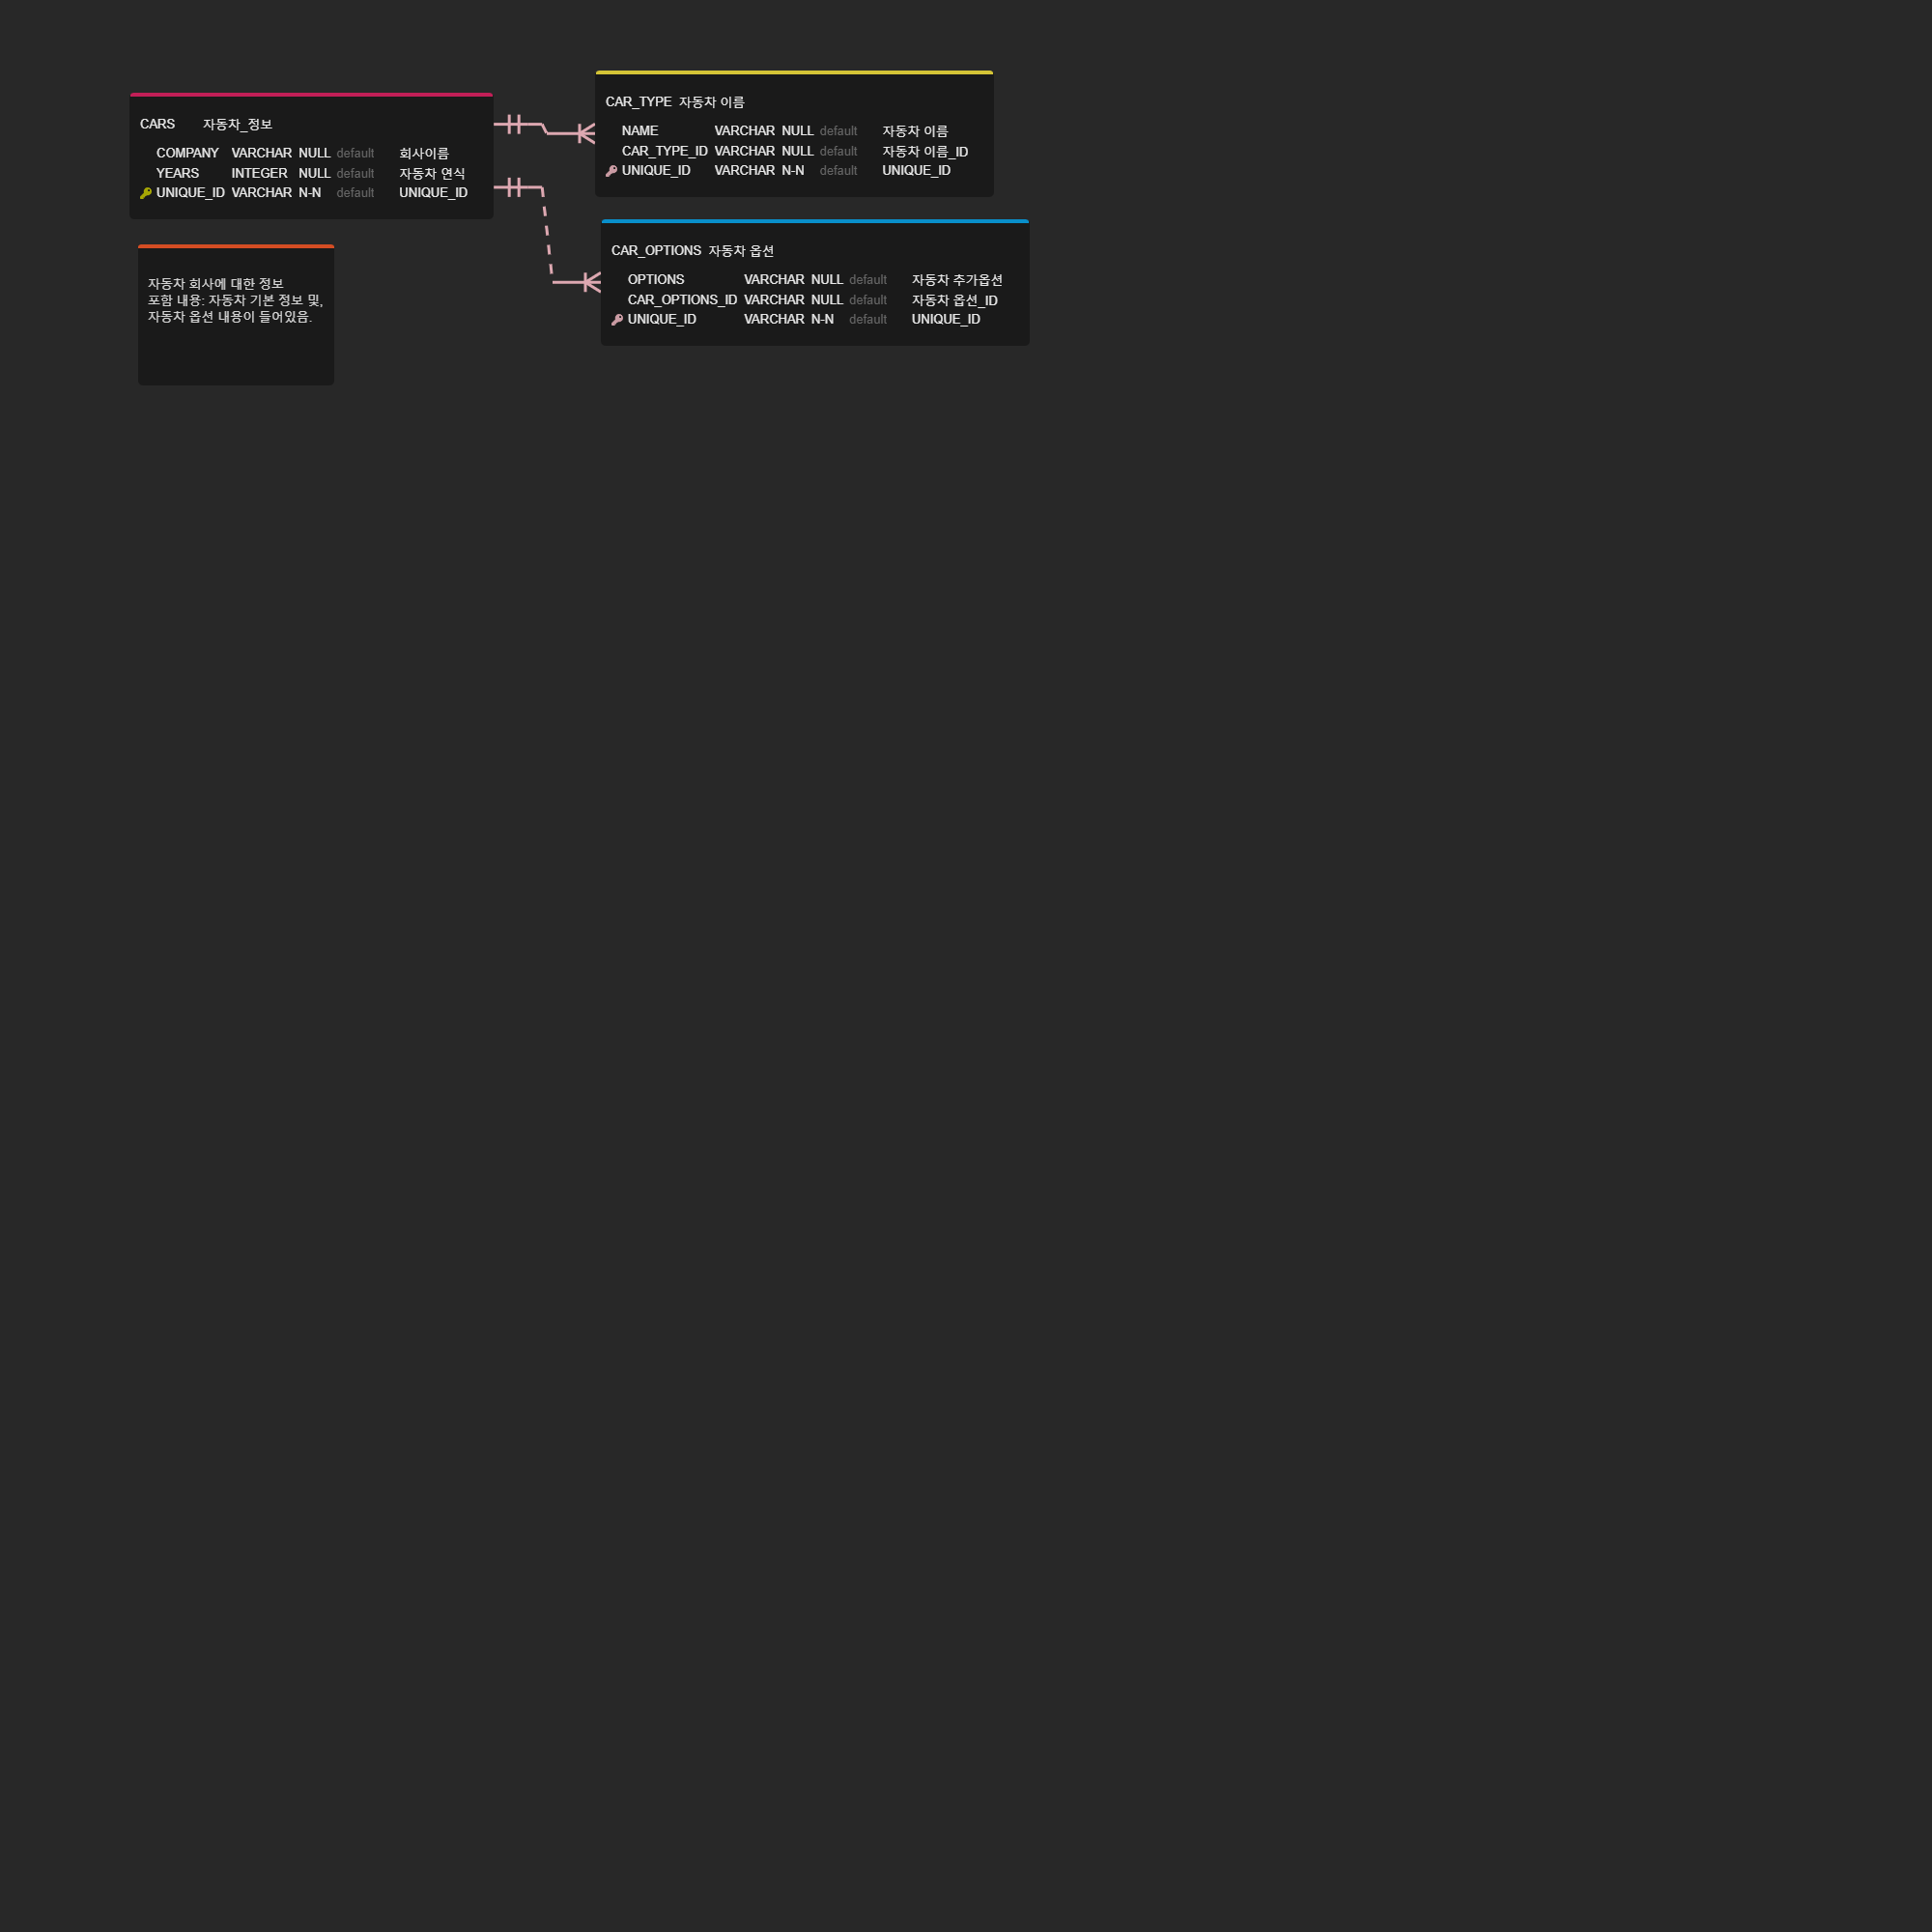 CARS 자동차_정보
COMPANY VARCHAR NULL default 회사이름
YEARS INTEGER NULL default 자동차 연식
UNIQUE_ID VARCHAR N-N default UNIQUE_ID
CAR_TYPE 자동차 이름
NAME VARCHAR NULL default 자동차 이름
CAR_TYPE_ID VARCHAR NULL default 자동차 이름_ID
UNIQUE_ID VARCHAR N-N default UNIQUE_ID
CAR_OPTIONS 자동차 옵션
OPTIONS VARCHAR NULL default 자동차 추가옵션
CAR_OPTIONS_ID VARCHAR NULL default 자동차 옵션_ID
UNIQUE_ID VARCHAR N-N default UNIQUE_ID
자동차 회사에 대한 정보
포함 내용: 자동차 기본 정보 및,
자동차 옵션 내용이 들어있음.